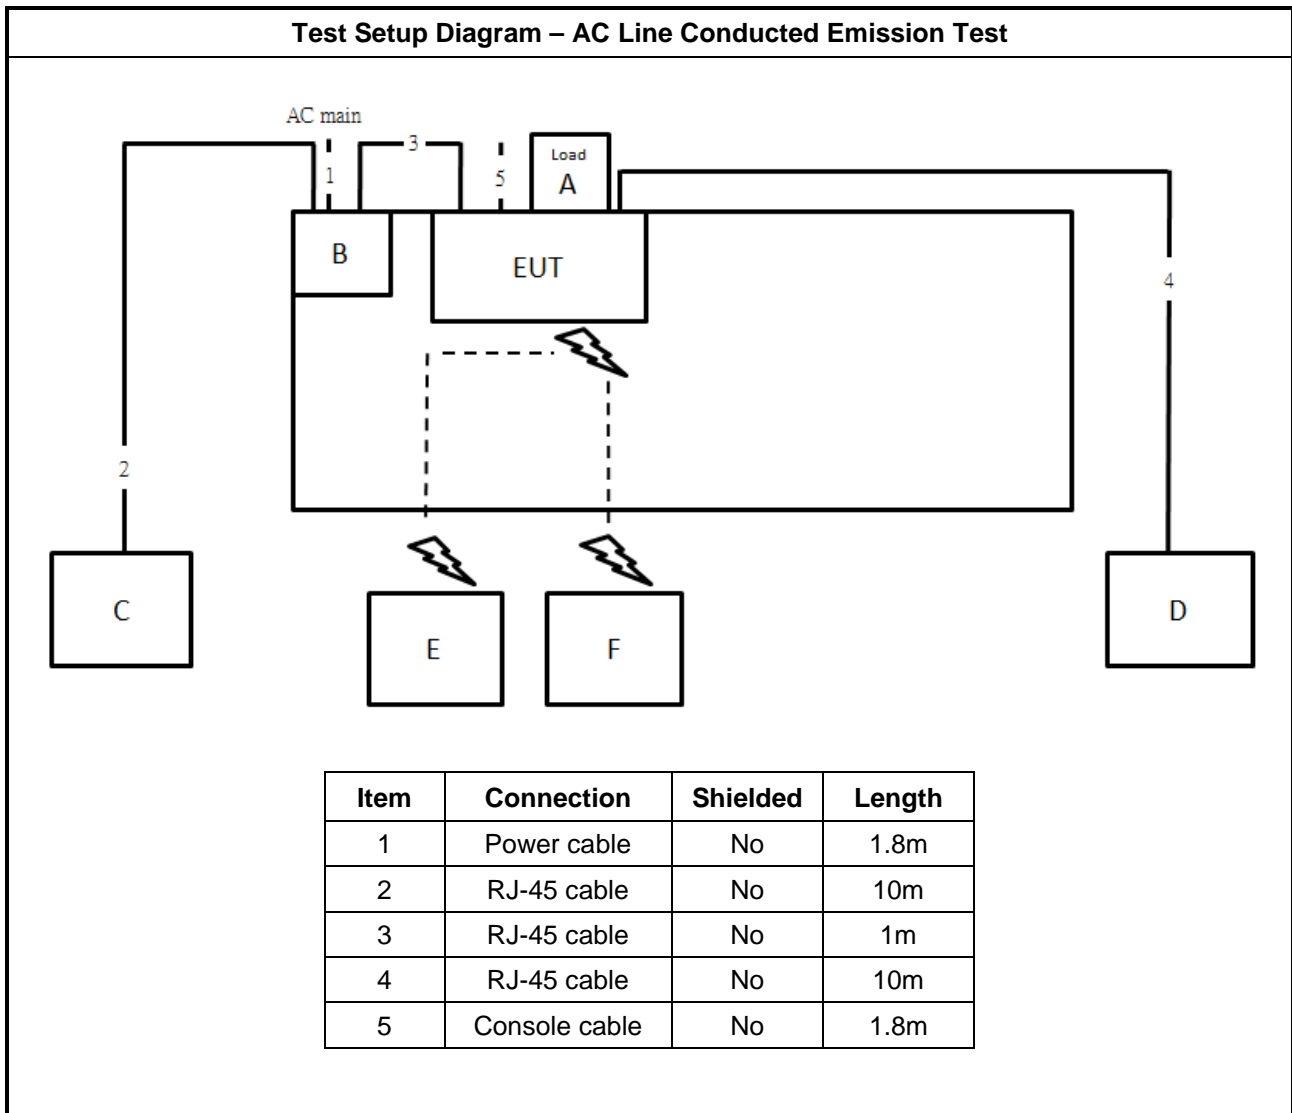 Test Setup Diagram – AC Line Conducted Emission Test
AC main
3
Load
1
5
A
B
EUT
4
2
C
D
E
F
Item Connection Shielded Length
1 Power cable No 1.8m
2 RJ-45 cable No 10m
3 RJ-45 cable No 1m
4 RJ-45 cable No 10m
5 Console cable No 1.8m